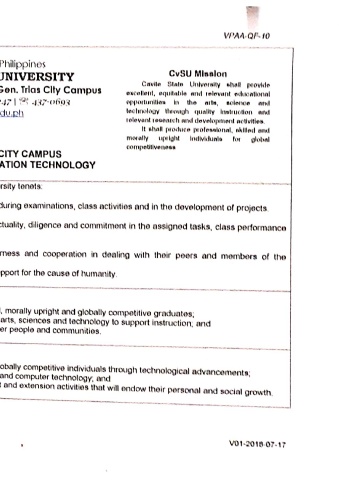 VPAA-QF-10
Philippines
UNIVERSITY
Gen. Trias City Campus
437-0693
du.ph
CvSU Mission
Cavite State University shall provide
excellent, equitable and relevant educational
opportunities in the arts, science and
technology through quality instruction and
relevant research and development activities.
It shall produce professional, skilled and
morally upright individuals for global
competitiveness
CITY CAMPUS
ATION TECHNOLOGY
rsity tenets:
during examinations, class activities and in the development of projects.
ctuality, diligence and commitment in the assigned tasks, class performance
rness and cooperation in dealing with their peers and members of the
pport for the cause of humanity.
, morally upright and globally competitive graduates;
arts, sciences and technology to support instruction; and
er people and communities.
obally competitive individuals through technological advancements;
and computer technology; and
t and extension activities that will endow their personal and social growth.
V01-2018-07-17